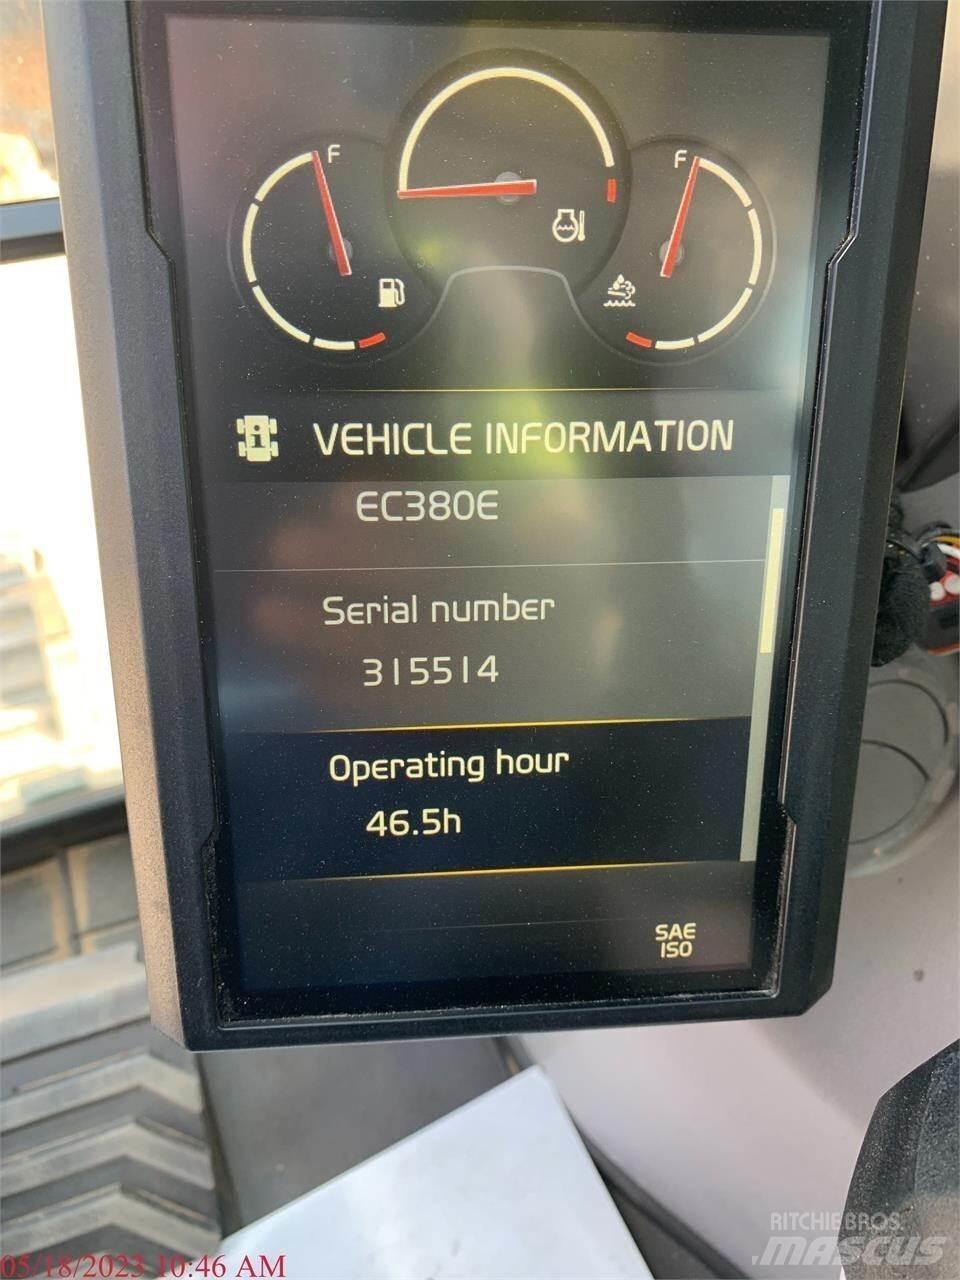 F
F
VEHICLE INFORMATION
EC380E
Serial number
315514
Operating hour
46.5h
SAE
ISO
RITCHIE BROS.
MASCUS
05/18/2023 10:46 AM